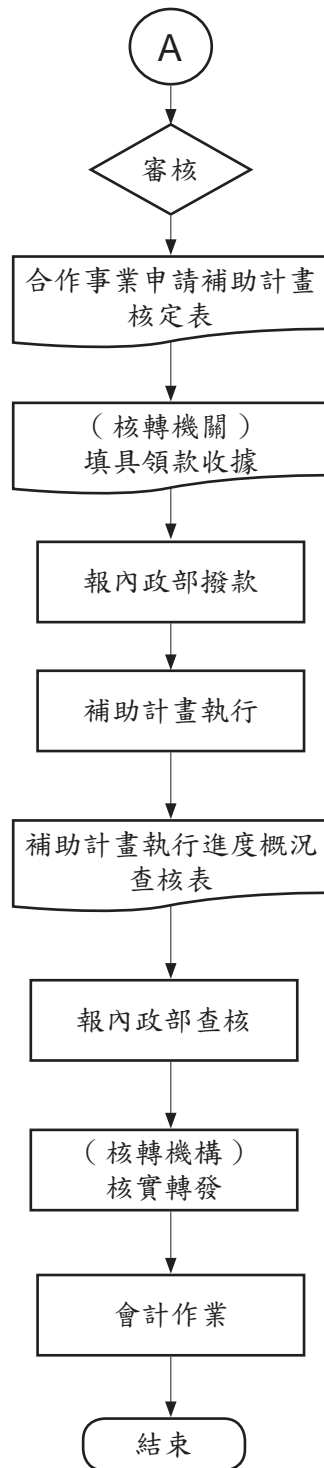 A
審核
合作事業申請補助計畫
核定表
（核轉機關）
填具領款收據
報內政部撥款
補助計畫執行
補助計畫執行進度概況
查核表
報內政部查核
（核轉機構）
核實轉發
會計作業
結束